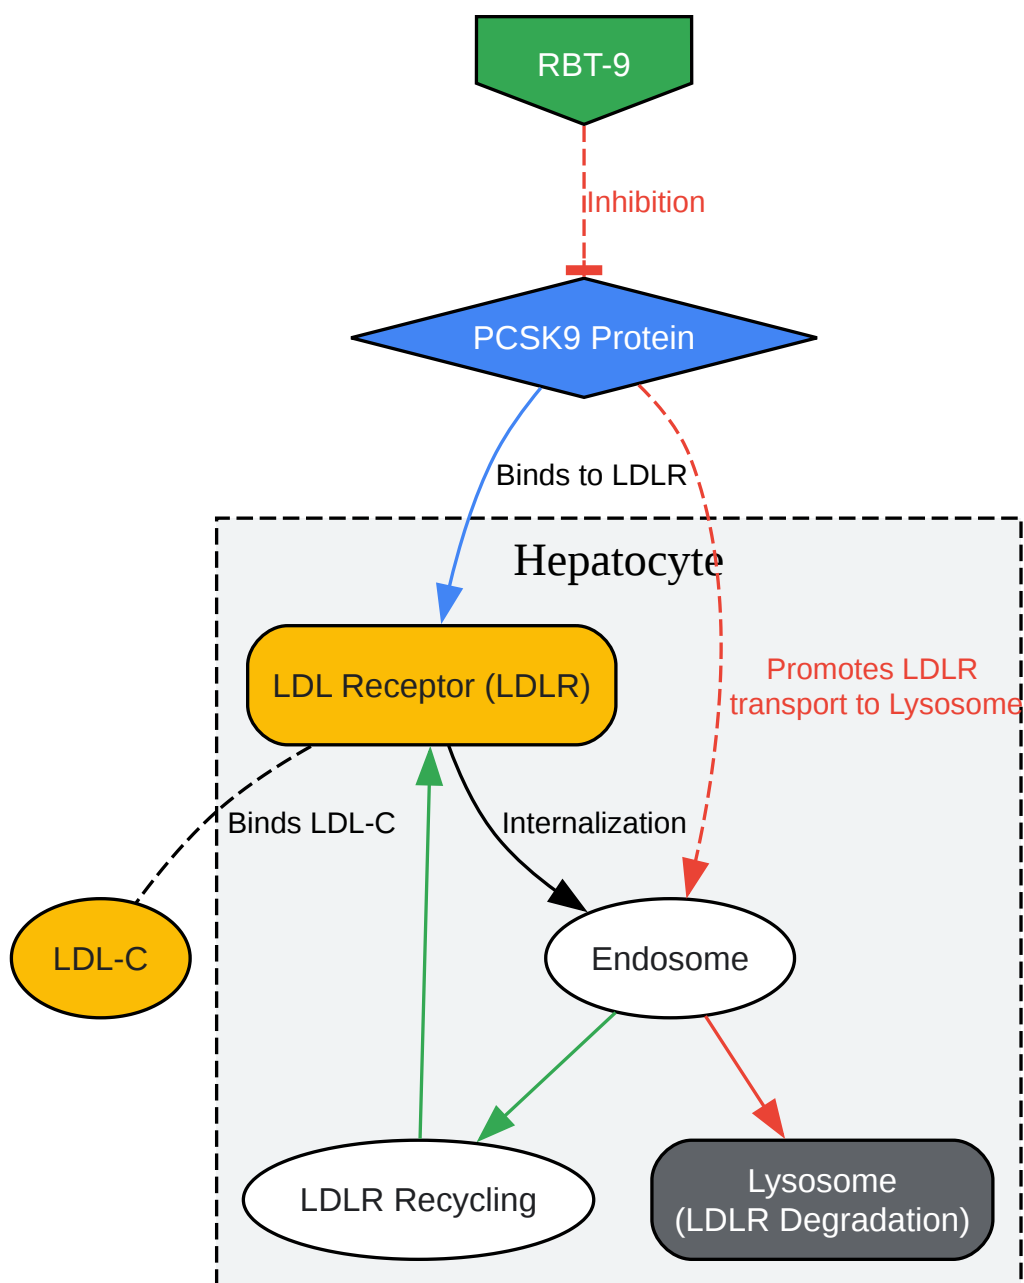 RBT-9
Inhibition
PCSK9 Protein
Binds to LDLR
Hepatocyte
LDL Receptor (LDLR)
Promotes LDLR
transport to Lysosome
Binds LDL-C
Internalization
LDL-C
Endosome
LDLR Recycling
Lysosome
(LDLR Degradation)